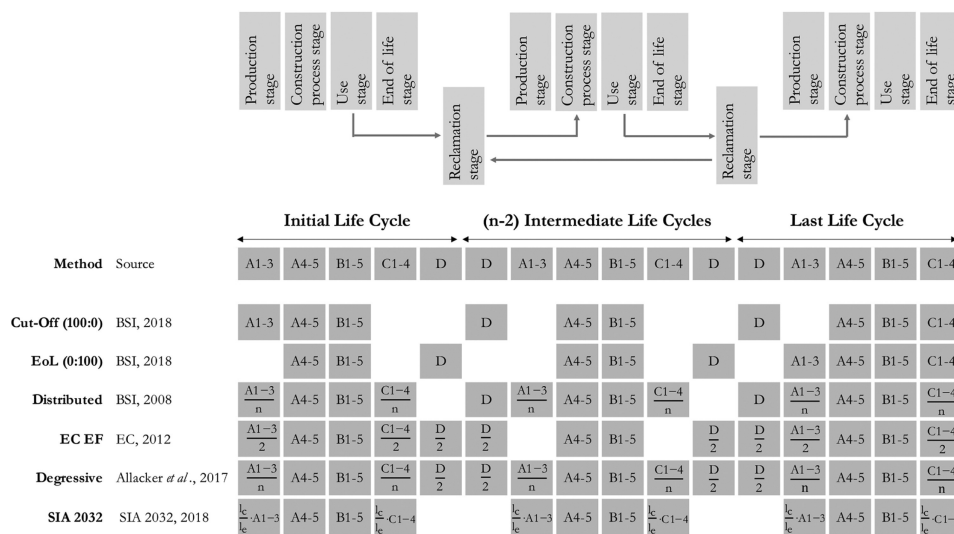 Production stage
Construction process stage
Use stage
End of life stage
Reclamation stage
Production stage
Construction process stage
Use stage
End of life stage
Reclamation stage
Production stage
Construction process stage
Use stage
End of life stage
Initial Life Cycle (n-2) Intermediate Life Cycles Last Life Cycle
Method Source A1-3 A4-5 B1-5 C1-4 D D A1-3 A4-5 B1-5 C1-4 D D A1-3 A4-5 B1-5 C1-4
Cut-Off (100:0) BSI, 2018 A1-3 A4-5 B1-5 D A4-5 B1-5 D A4-5 B1-5 C1-4
EoL (0:100) BSI, 2018 A4-5 B1-5 D A4-5 B1-5 D A1-3 A4-5 B1-5 C1-4
Distributed BSI, 2008 A1−3/n A4-5 B1-5 C1−4/n D A1−3/n A4-5 B1-5 C1−4/n D A1−3/n A4-5 B1-5 C1−4/n
EC EF EC, 2012 A1−3/2 A4-5 B1-5 C1−4/2 D/2 D/2 A4-5 B1-5 D/2 D/2 A1−3/2 A4-5 B1-5 C1−4/2
Degressive Allacker et al., 2017 A1−3/n A4-5 B1-5 C1−4/n D/2 D/2 A1−3/n A4-5 B1-5 C1−4/n D/2 D/2 A1−3/n A4-5 B1-5 C1−4/n
SIA 2032 SIA 2032, 2018 lc/le·A1−3 A4-5 B1-5 lc/le·C1−4 lc/le·A1−3 A4-5 B1-5 lc/le·C1−4 lc/le·A1−3 A4-5 B1-5 lc/le·C1−4